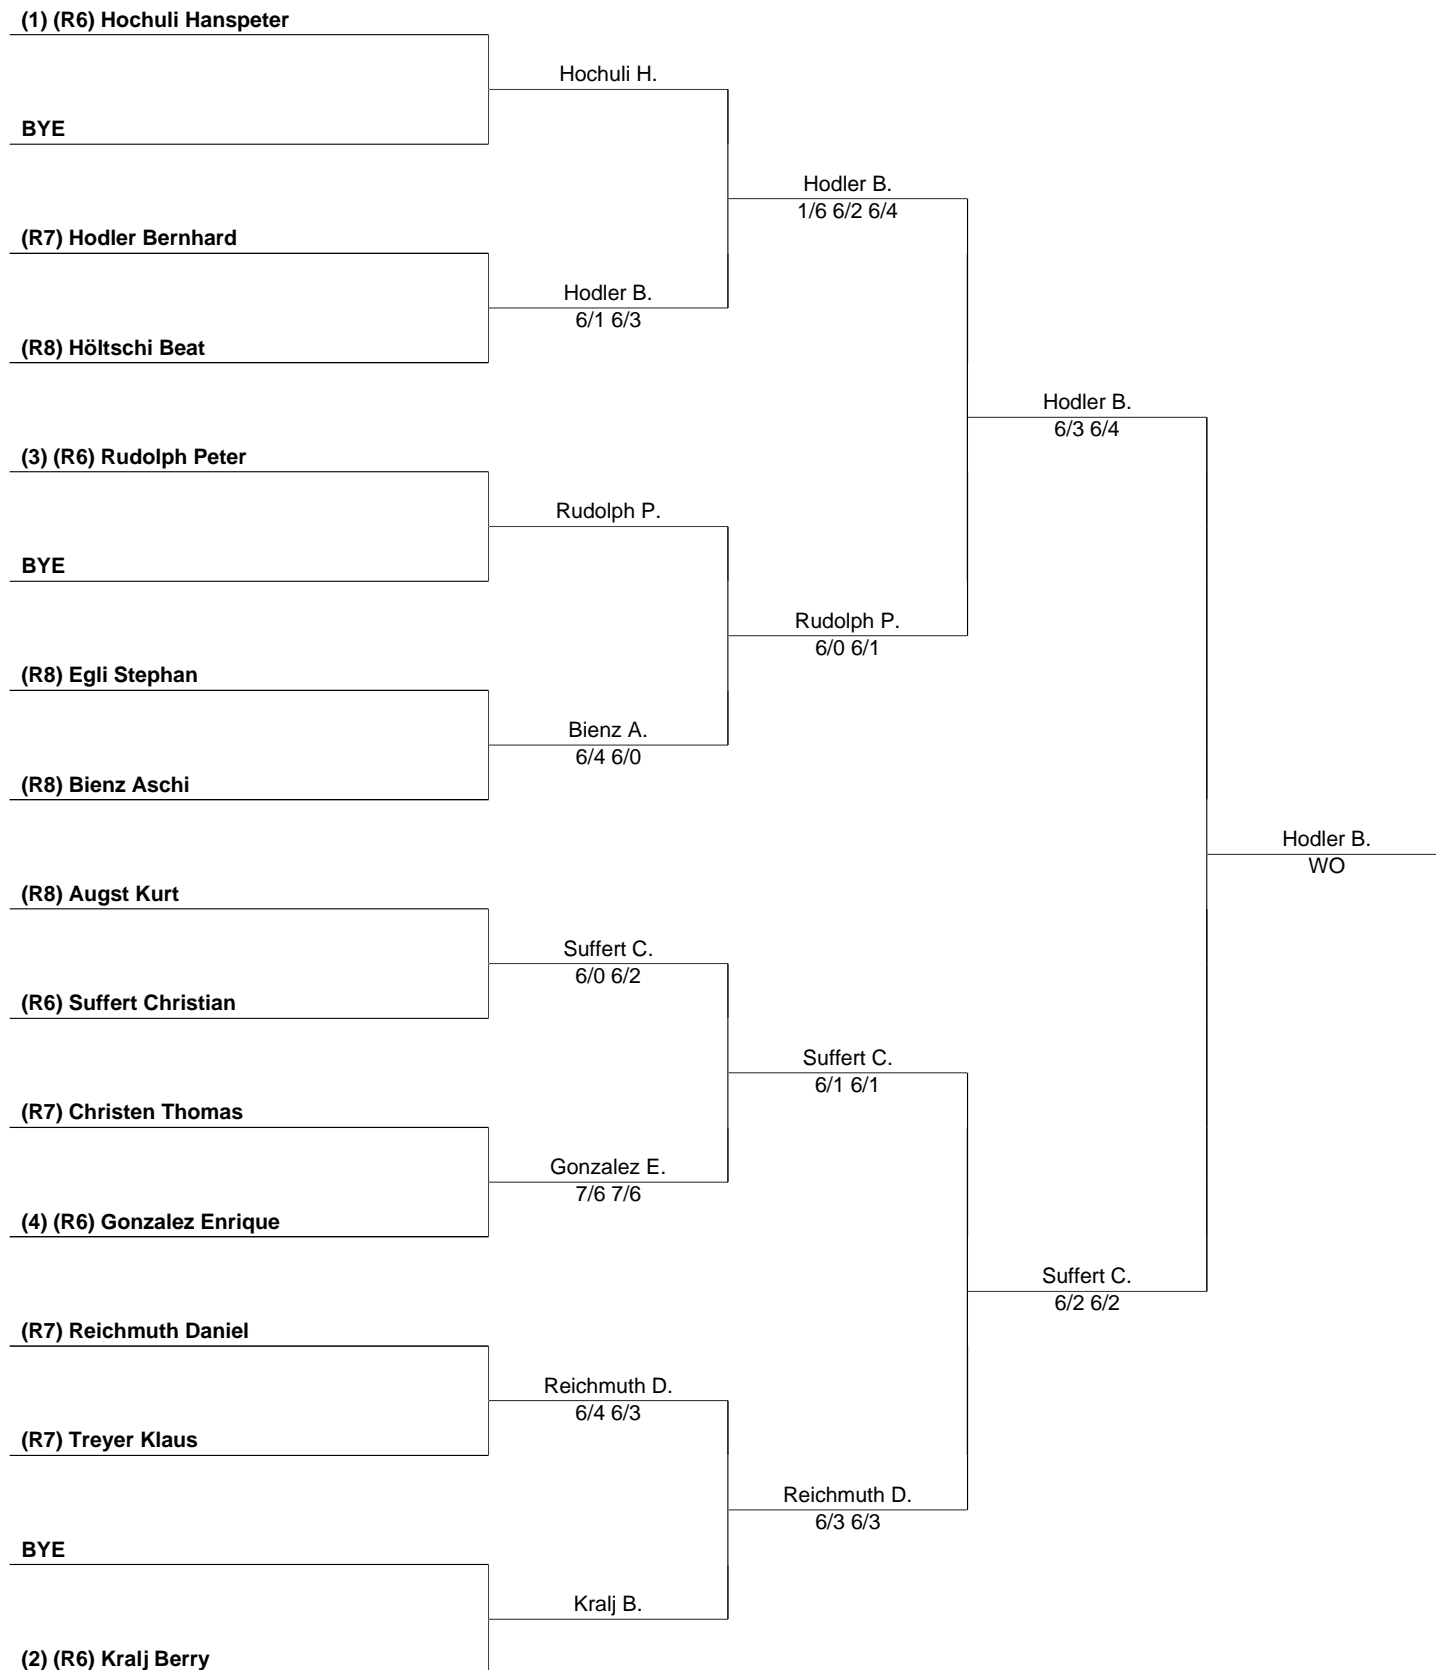 (1) (R6) Hochuli Hanspeter
Hochuli H.
BYE
Hodler B.
1/6 6/2 6/4
(R7) Hodler Bernhard
Hodler B.
6/1 6/3
(R8) Höltschi Beat
Hodler B.
6/3 6/4
(3) (R6) Rudolph Peter
Rudolph P.
BYE
Rudolph P.
6/0 6/1
(R8) Egli Stephan
Bienz A.
6/4 6/0
(R8) Bienz Aschi
Hodler B.
WO
(R8) Augst Kurt
Suffert C.
6/0 6/2
(R6) Suffert Christian
Suffert C.
6/1 6/1
(R7) Christen Thomas
Gonzalez E.
7/6 7/6
(4) (R6) Gonzalez Enrique
Suffert C.
6/2 6/2
(R7) Reichmuth Daniel
Reichmuth D.
6/4 6/3
(R7) Treyer Klaus
Reichmuth D.
6/3 6/3
BYE
Kralj B.
(2) (R6) Kralj Berry